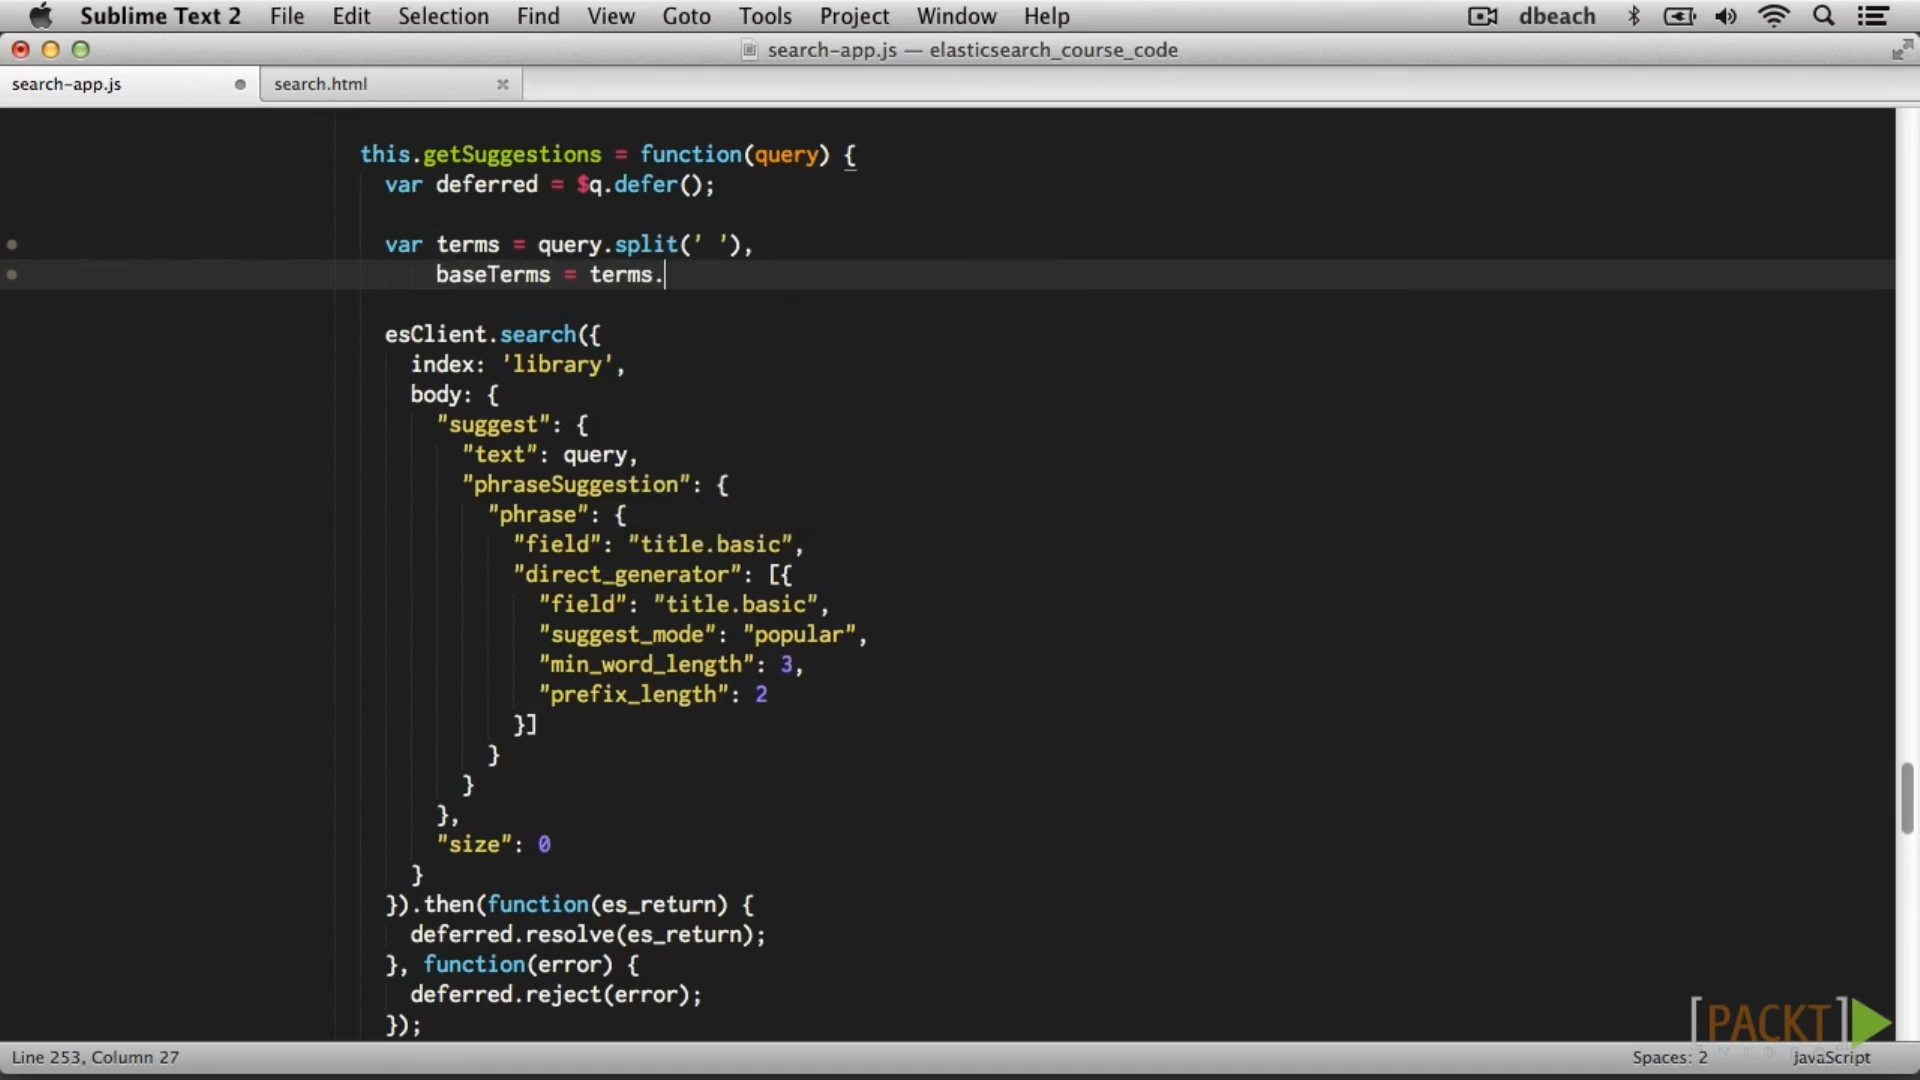 Sublime Text 2 File Edit Selection Find View Goto Tools Project Window Help dbeach
search-app.js — elasticsearch_course_code
search-app.js search.html
this.getSuggestions = function(query) {
var deferred = $q.defer();
var terms = query.split(' '),
baseTerms = terms.
esClient.search({
index: 'library',
body: {
"suggest": {
"text": query,
"phraseSuggestion": {
"phrase": {
"field": "title.basic",
"direct_generator": [{
"field": "title.basic",
"suggest_mode": "popular",
"min_word_length": 3,
"prefix_length": 2
}]
}
}
},
"size": 0
}
}).then(function(es_return) {
deferred.resolve(es_return);
}, function(error) {
deferred.reject(error);
});
[PACKT]
VIDEO
Line 253, Column 27 Spaces: 2 JavaScript